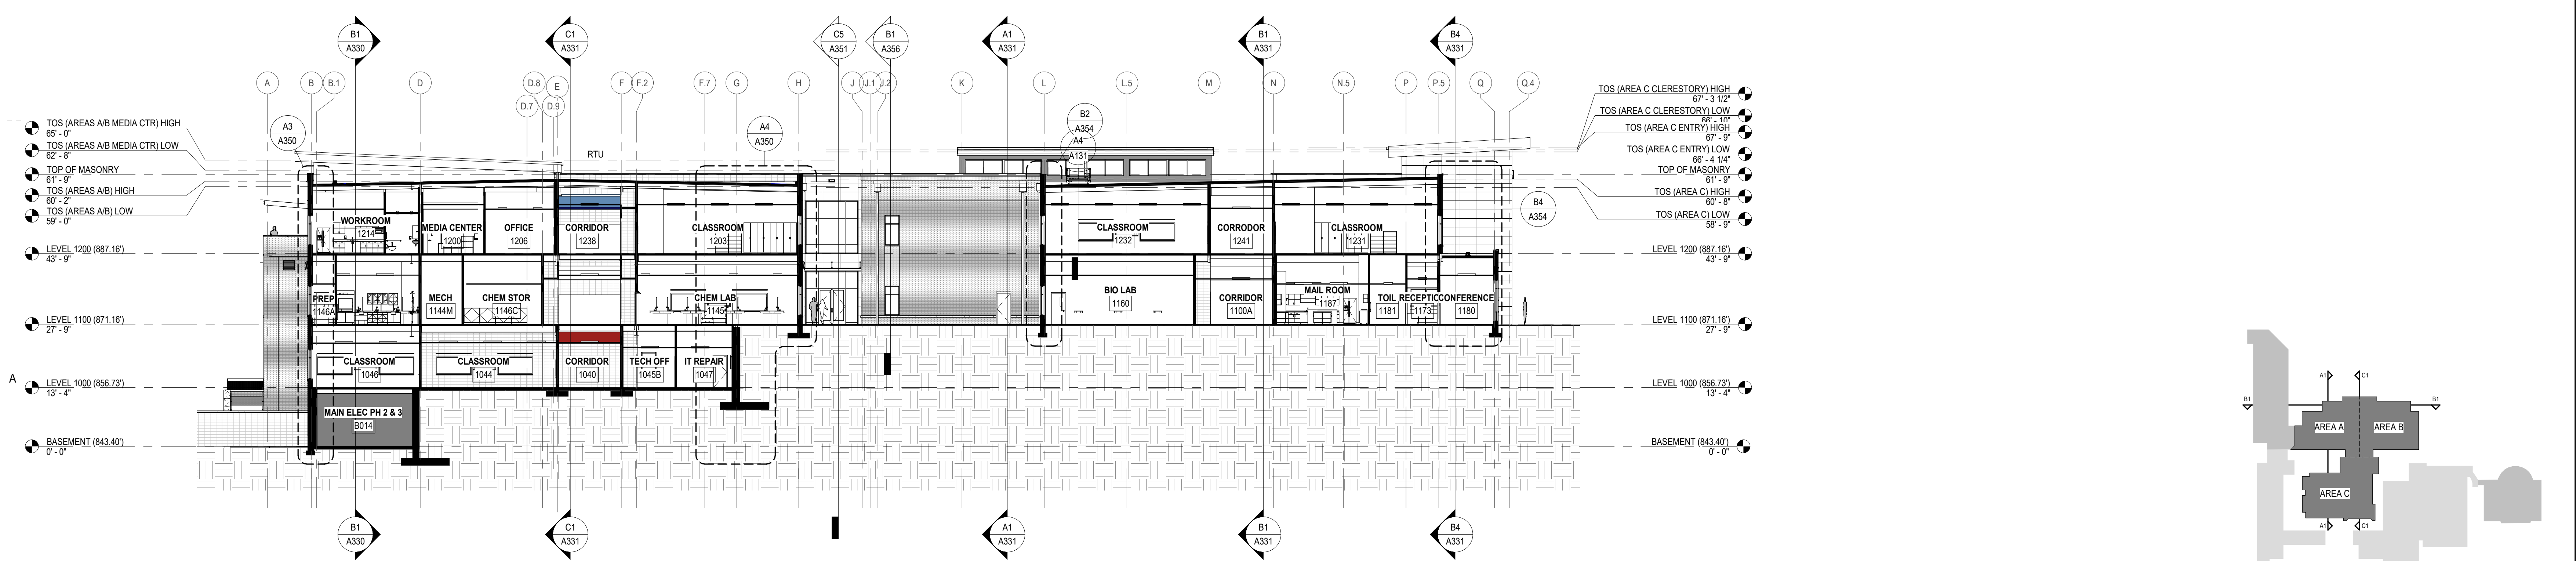 B1
A330
C1
A331
C5
A351
B1
A356
A1
A331
B1
A331
B4
A331
A
B
B.1
D
D.7
D.8
D.9
E
F
F.2
F.7
G
H
J
J.1
J.2
K
L
L.5
M
N
N.5
P
P.5
Q
Q.4
TOS (AREAS A/B MEDIA CTR) HIGH
65' - 0"
TOS (AREAS A/B MEDIA CTR) LOW
62' - 8"
TOP OF MASONRY
61' - 9"
TOS (AREAS A/B) HIGH
60' - 2"
TOS (AREAS A/B) LOW
59' - 0"
LEVEL 1200 (887.16')
43' - 9"
LEVEL 1100 (871.16')
27' - 9"
A
LEVEL 1000 (856.73')
13' - 4"
BASEMENT (843.40')
0' - 0"
A3
A350
A4
A350
RTU
B2
A354
A4
A131
B4
A354
WORKROOM
1214
MEDIA CENTER
1200
OFFICE
1206
CORRIDOR
1238
CLASSROOM
1203
CLASSROOM
1232
CORRODOR
1241
CLASSROOM
1231
PREP
1146A
MECH
1144M
CHEM STOR
1146C
CHEM LAB
1145
BIO LAB
1160
CORRIDOR
1100A
MAIL ROOM
1187
TOIL
1181
RECEPTIO
1173
CONFERENCE
1180
CLASSROOM
1046
CLASSROOM
1044
CORRIDOR
1040
TECH OFF
1045B
IT REPAIR
1047
MAIN ELEC PH 2 & 3
B014
TOS (AREA C CLERESTORY) HIGH
67' - 3 1/2"
TOS (AREA C CLERESTORY) LOW
66' - 10"
TOS (AREA C ENTRY) HIGH
67' - 9"
TOS (AREA C ENTRY) LOW
66' - 4 1/4"
TOP OF MASONRY
61' - 9"
TOS (AREA C) HIGH
60' - 8"
TOS (AREA C) LOW
58' - 9"
LEVEL 1200 (887.16')
43' - 9"
LEVEL 1100 (871.16')
27' - 9"
LEVEL 1000 (856.73')
13' - 4"
BASEMENT (843.40')
0' - 0"
B1
A330
C1
A331
A1
A331
B1
A331
B4
A331
A1
C1
B1
B1
AREA A
AREA B
AREA C
A1
C1